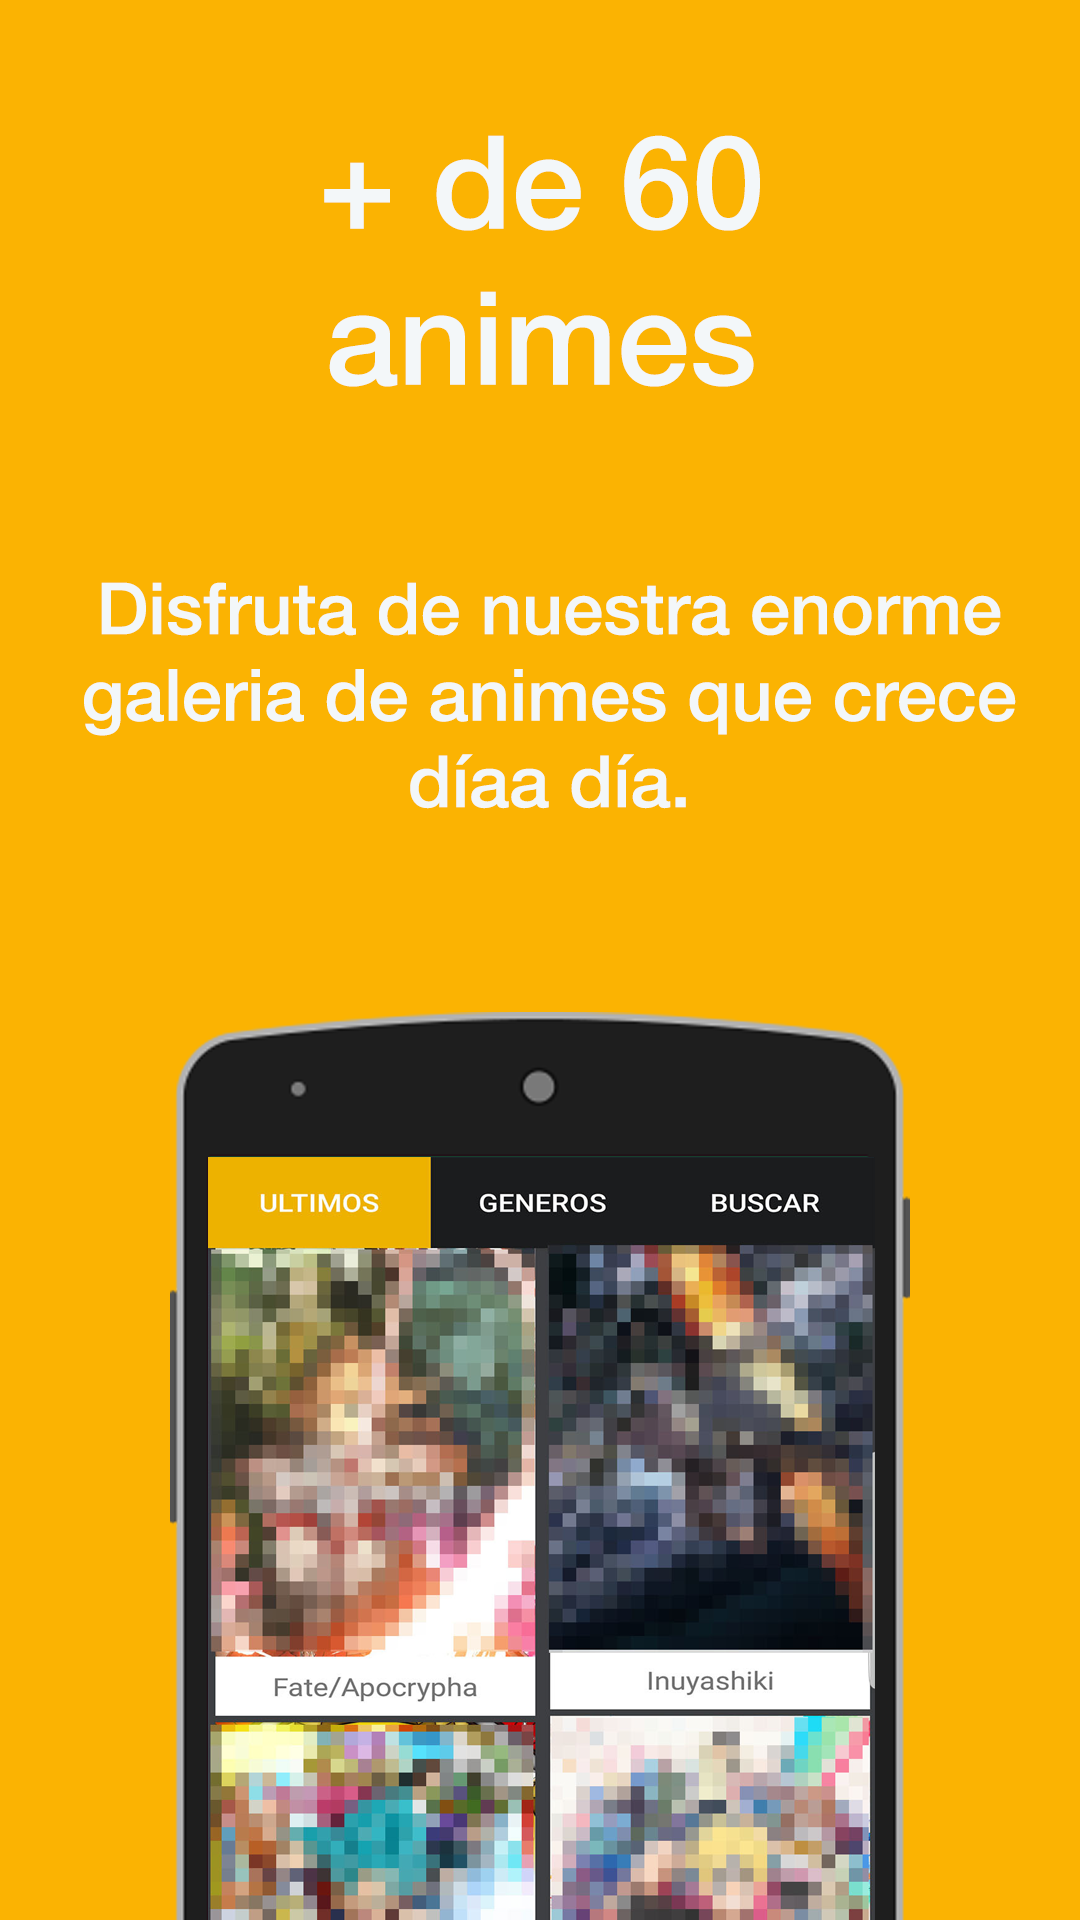 + de 60
animes
Disfruta de nuestra enorme
galeria de animes que crece
díaa día.
ULTIMOS GENEROS BUSCAR
Fate/Apocrypha Inuyashiki